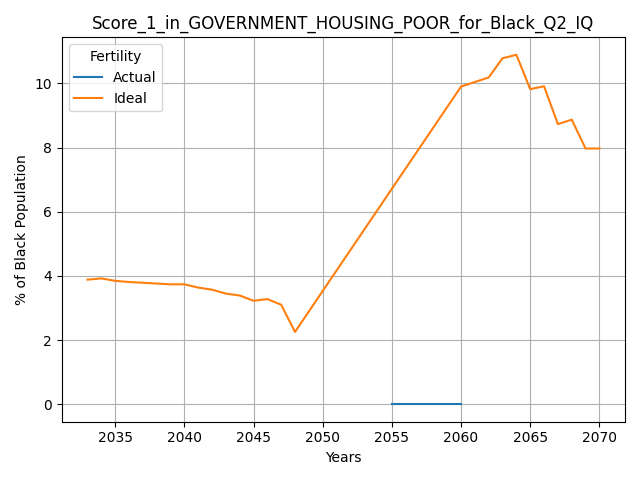 Score_1_in_GOVERNMENT_HOUSING_POOR_for_Black_Q2_IQ
Fertility
Actual
Ideal
% of Black Population
10
8
6
4
2
0
2035 2040 2045 2050 2055 2060 2065 2070
Years